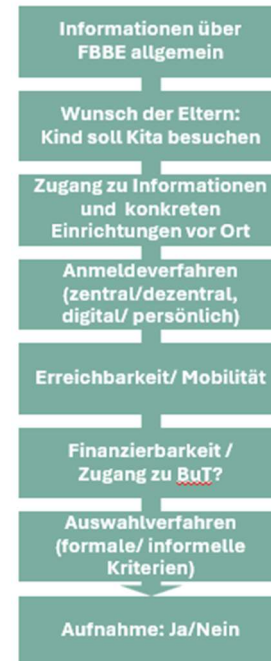 Informationen über
FBBE allgemein
Wunsch der Eltern:
Kind soll Kita besuchen
Zugang zu Informationen
und konkreten
Einrichtungen vor Ort
Anmeldeverfahren
(zentral/dezentral,
digital/ persönlich)
Erreichbarkeit/ Mobilität
Finanzierbarkeit /
Zugang zu BuT?
Auswahlverfahren
(formale/ informelle
Kriterien)
Aufnahme: Ja/Nein